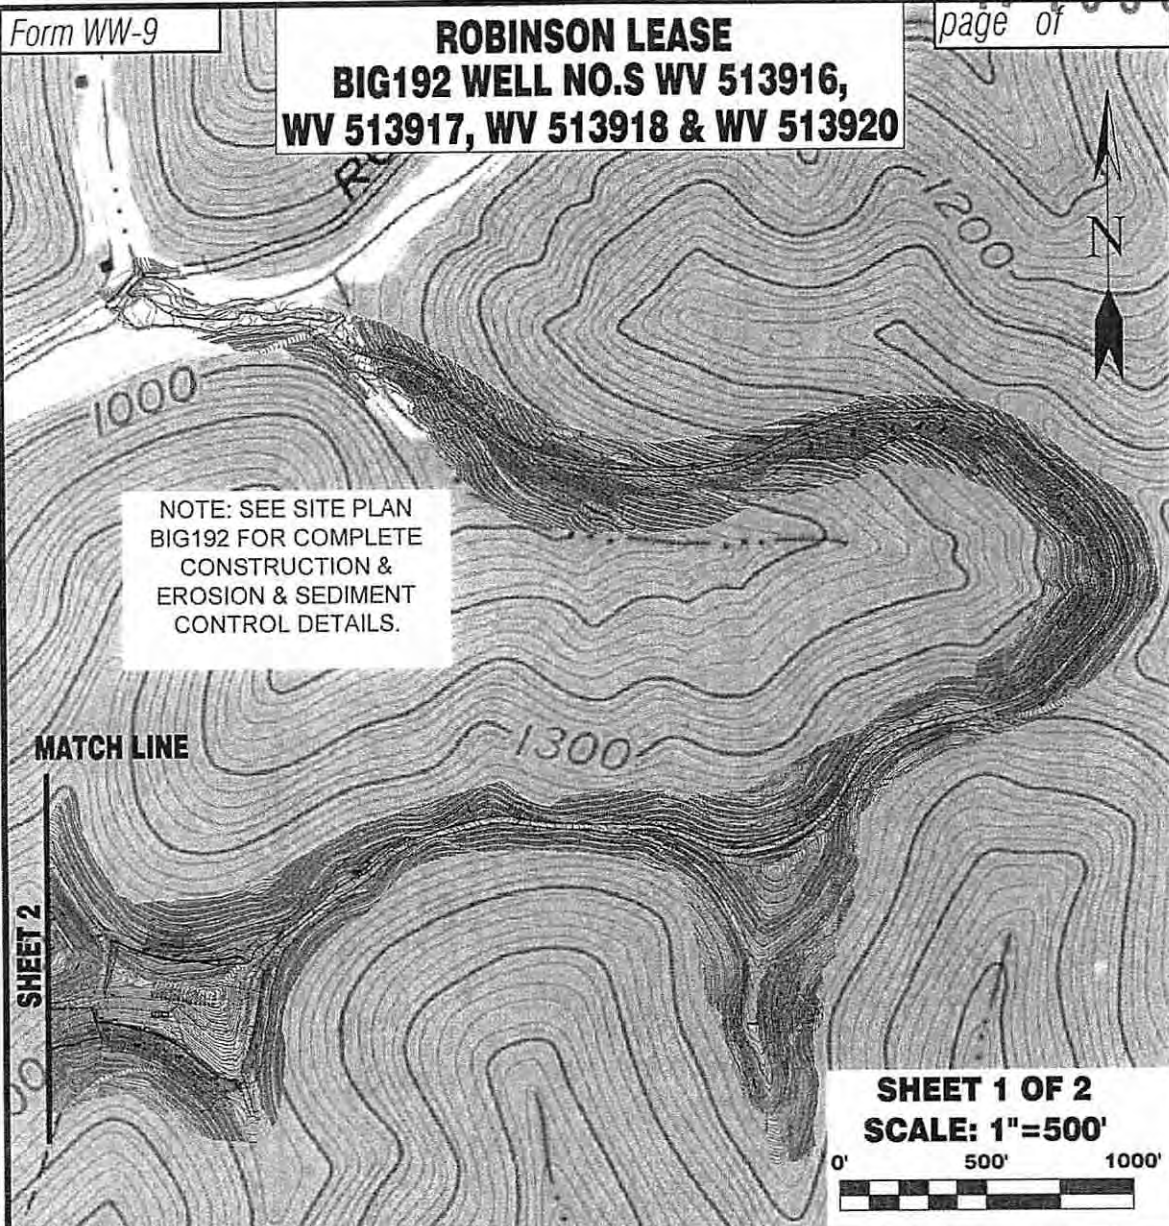 Form WW-9
ROBINSON LEASE
BIG192 WELL NO.S WV 513916,
WV 513917, WV 513918 & WV 513920
page of
N
1200
1000
NOTE: SEE SITE PLAN
BIG192 FOR COMPLETE
CONSTRUCTION &
EROSION & SEDIMENT
CONTROL DETAILS.
1300
MATCH LINE
SHEET 2
SHEET 1 OF 2
SCALE: 1"=500'
0' 500' 1000'